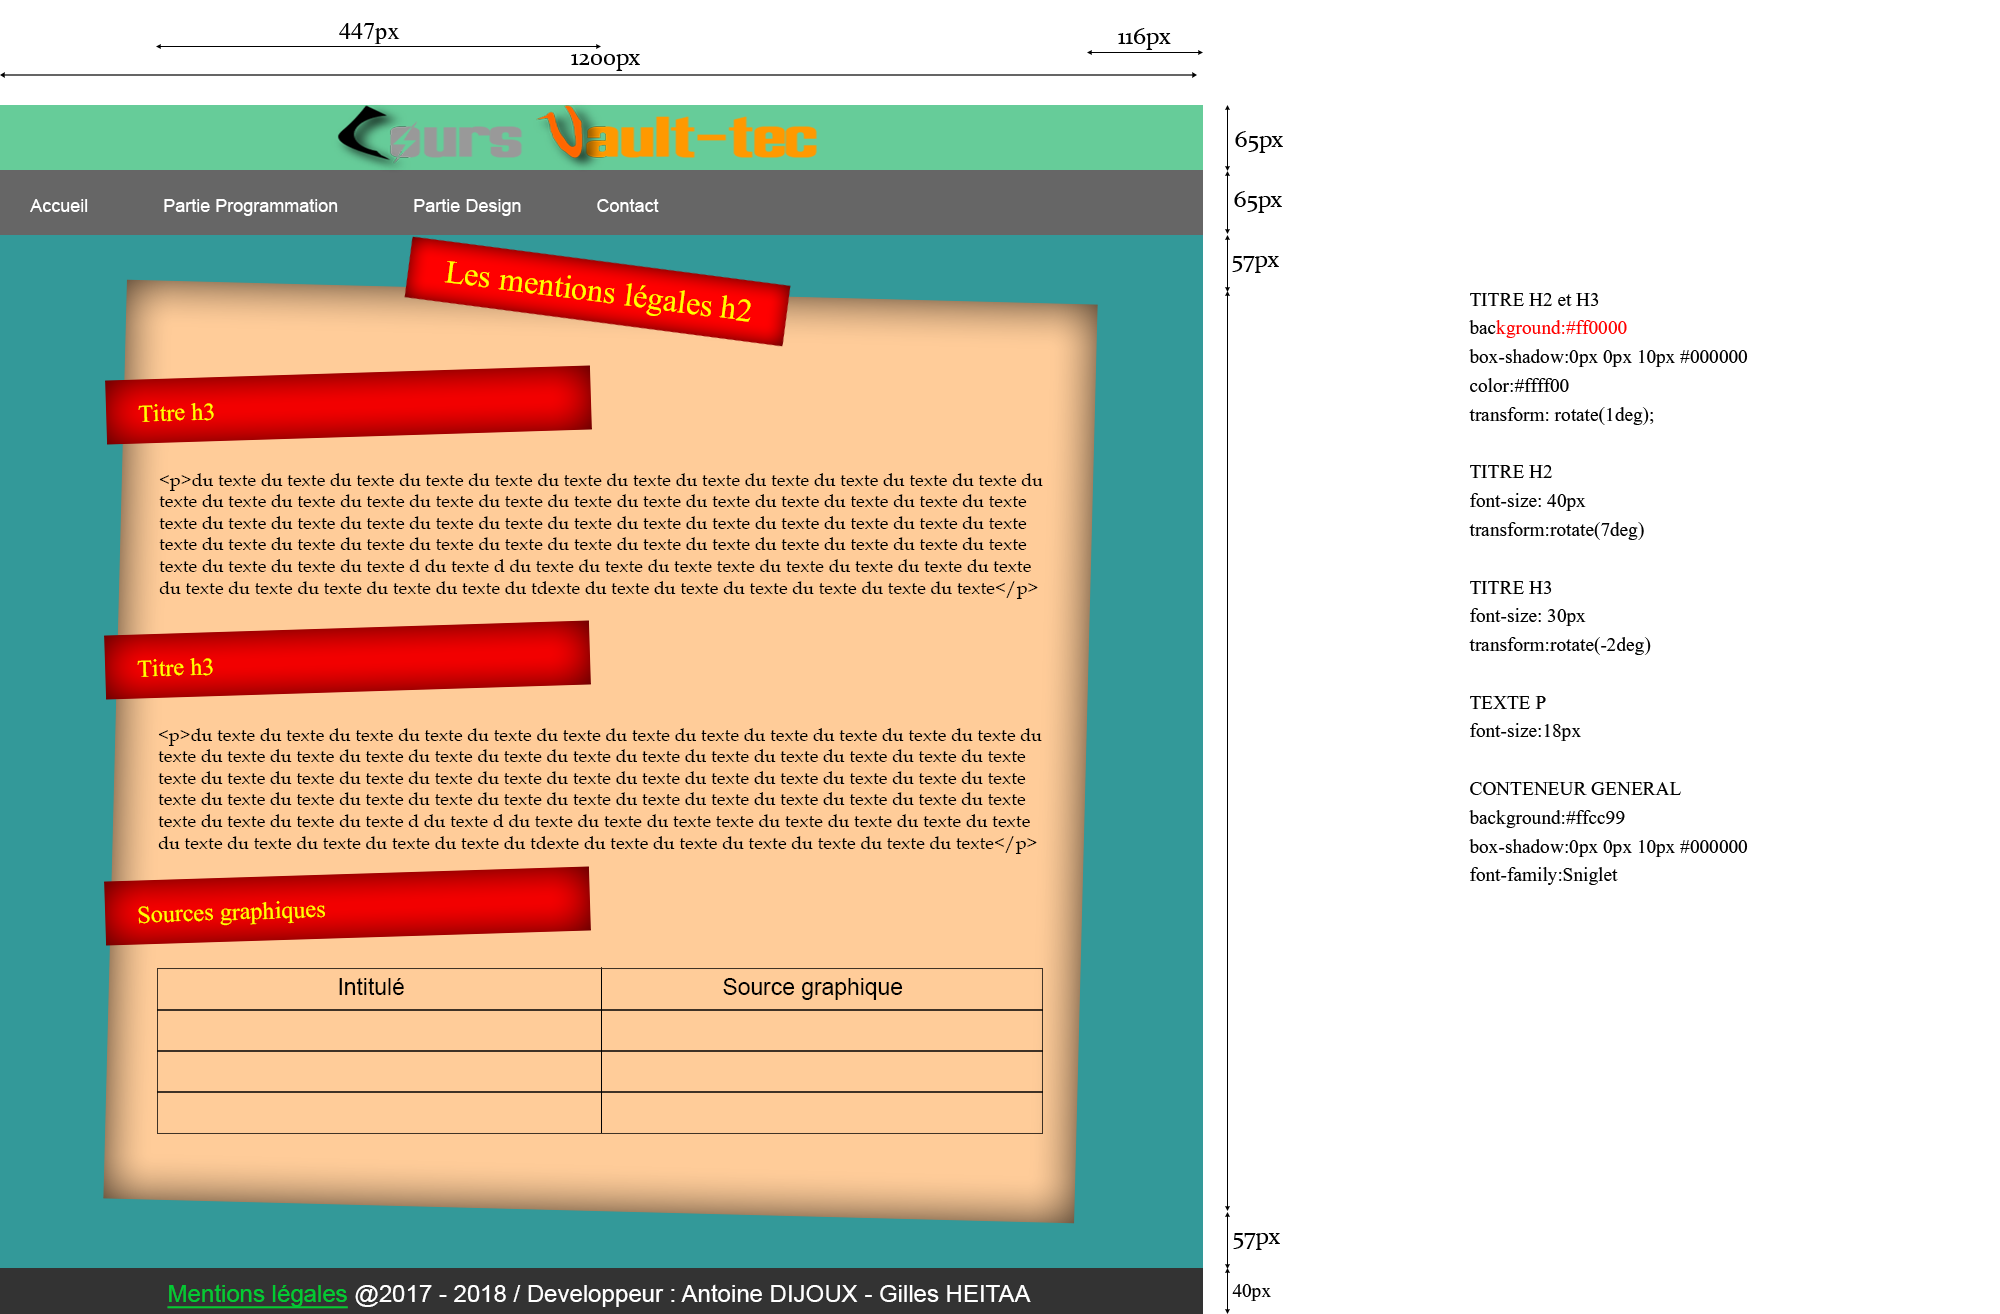 447px
116px
1200px
Cours Vault-tec
65px
Accueil Partie Programmation Partie Design Contact
65px
57px
Les mentions légales h2
Titre h3
<p>du texte du texte du texte du texte du texte du texte du texte du texte du texte du texte du texte du texte du
texte du texte du texte du texte du texte du texte du texte du texte du texte du texte du texte du texte du texte
texte du texte du texte du texte du texte du texte du texte du texte du texte du texte du texte du texte du texte
texte du texte du texte du texte du texte du texte du texte du texte du texte du texte du texte du texte du texte
texte du texte du texte du texte d du texte d du texte du texte du texte texte du texte du texte du texte du texte
du texte du texte du texte du texte du texte du tdexte du texte du texte du texte du texte du texte du texte</p>
Titre h3
<p>du texte du texte du texte du texte du texte du texte du texte du texte du texte du texte du texte du texte du
texte du texte du texte du texte du texte du texte du texte du texte du texte du texte du texte du texte du texte
texte du texte du texte du texte du texte du texte du texte du texte du texte du texte du texte du texte du texte
texte du texte du texte du texte du texte du texte du texte du texte du texte du texte du texte du texte du texte
texte du texte du texte du texte d du texte d du texte du texte du texte texte du texte du texte du texte du texte
du texte du texte du texte du texte du texte du tdexte du texte du texte du texte du texte du texte du texte</p>
Sources graphiques
Intitulé Source graphique
57px
Mentions légales @2017 - 2018 / Developpeur : Antoine DIJOUX - Gilles HEITAA
40px
TITRE H2 et H3
background:#ff0000
box-shadow:0px 0px 10px #000000
color:#ffff00
transform: rotate(1deg);
TITRE H2
font-size: 40px
transform:rotate(7deg)
TITRE H3
font-size: 30px
transform:rotate(-2deg)
TEXTE P
font-size:18px
CONTENEUR GENERAL
background:#ffcc99
box-shadow:0px 0px 10px #000000
font-family:Sniglet